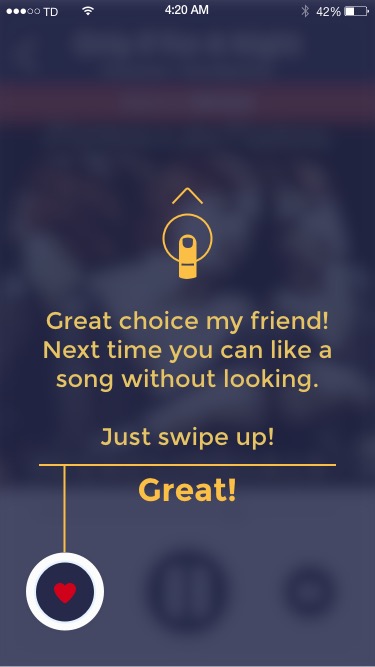 TD 4:20 AM 42%
Great choice my friend!
Next time you can like a
song without looking.
Just swipe up!
Great!